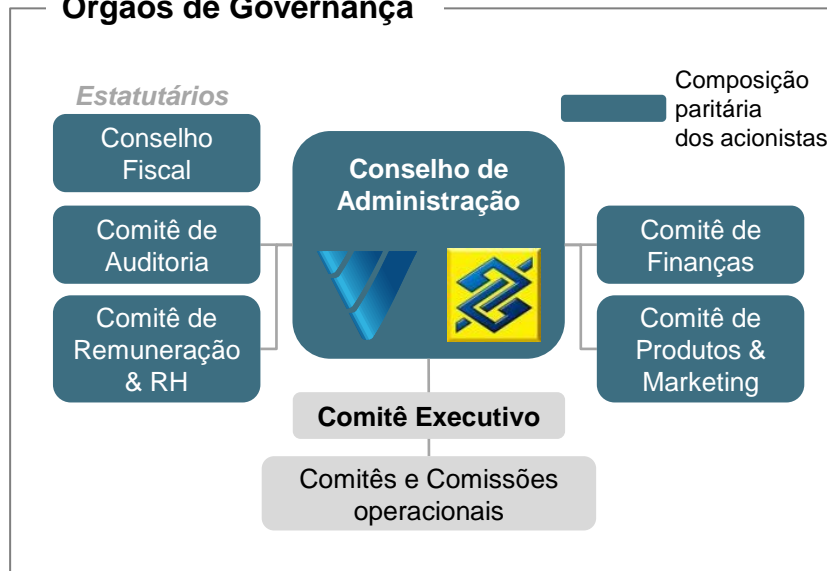 Órgãos de Governança
Estatutários
Composição
paritária
dos acionistas
Conselho
Fiscal
Conselho de
Administração
Comitê de
Auditoria
Comitê de
Finanças
Comitê de
Remuneração
& RH
Comitê de
Produtos &
Marketing
Comitê Executivo
Comitês e Comissões
operacionais